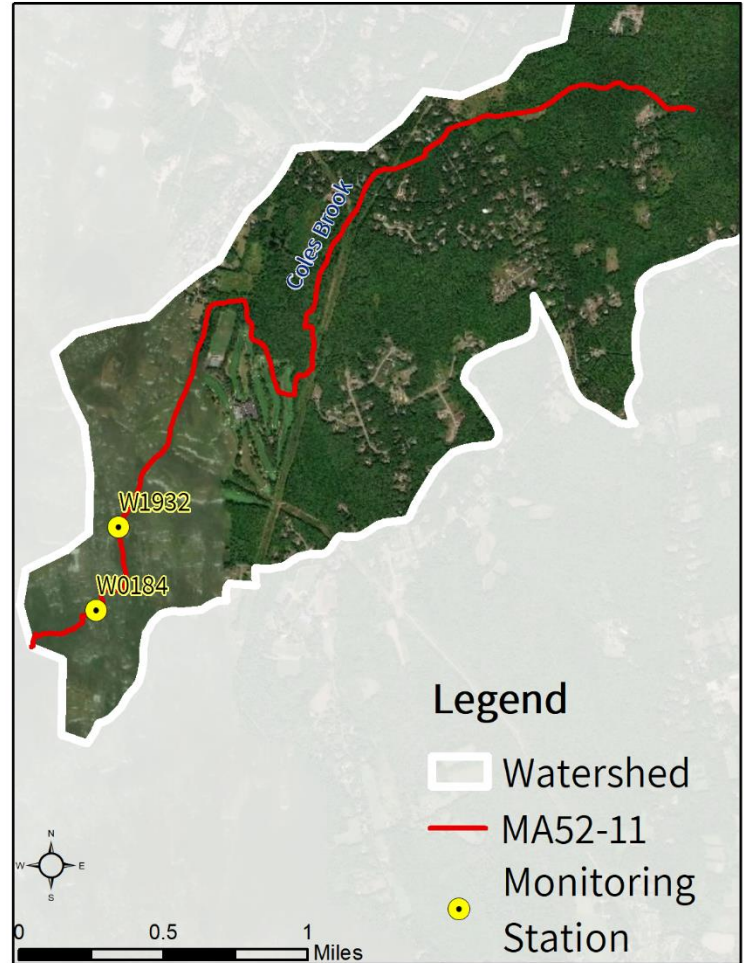 Coles Brook
W1932
W0184
Legend
Watershed
MA52-11
Monitoring
Station
N
W E
S
0 0.5 1
Miles